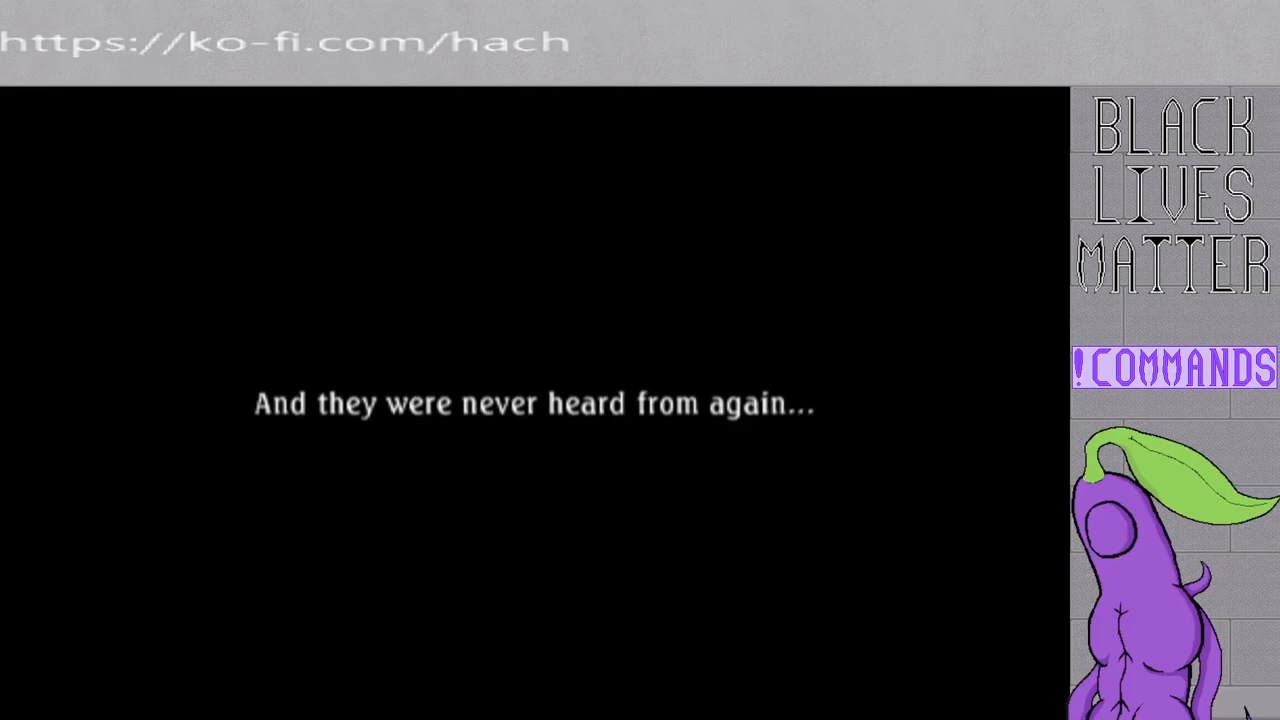 https://ko-fi.com/hach
And they were never heard from again...
BLACK
LIVES
MATTER
!COMMANDS